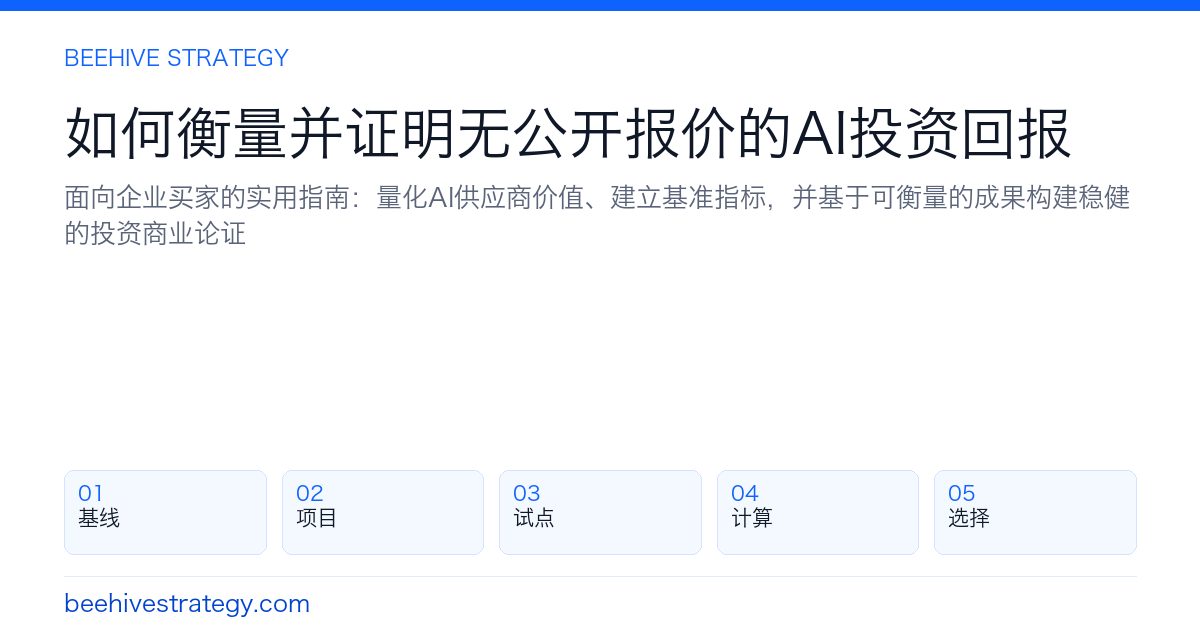 BEEHIVE STRATEGY
如何衡量并证明无公开报价的AI投资回报
面向企业买家的实用指南：量化AI供应商价值、建立基准指标，并基于可衡量的成果构建稳健
的投资商业论证
01
基线
02
项目
03
试点
04
计算
05
选择
beehivestrategy.com